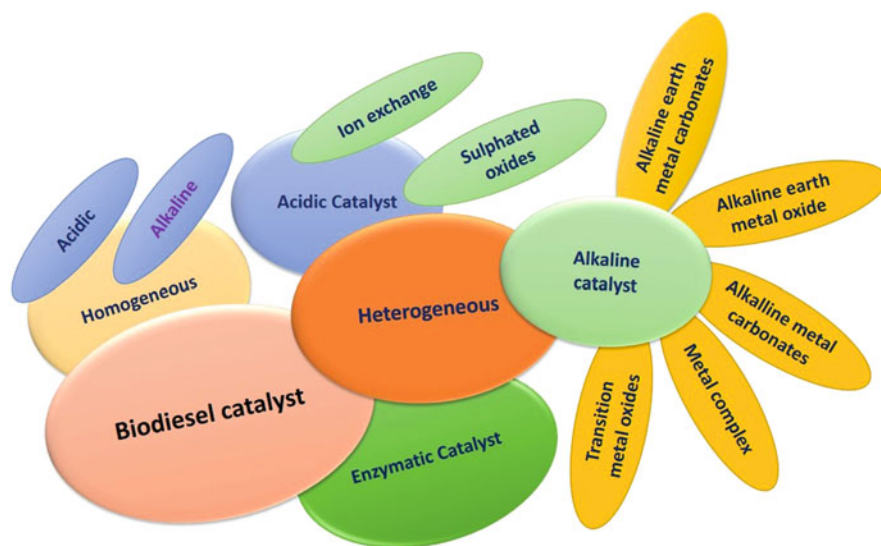 Ion exchange
Sulphated
oxides
Acidic Catalyst
Acidic
Alkaline
Homogeneous
Heterogeneous
Biodiesel catalyst
Enzymatic Catalyst
Alkaline
catalyst
Alkaline earth
metal carbonates
Alkaline earth
metal oxide
Alkalline metal
carbonates
Metal complex
Transition
metal oxides